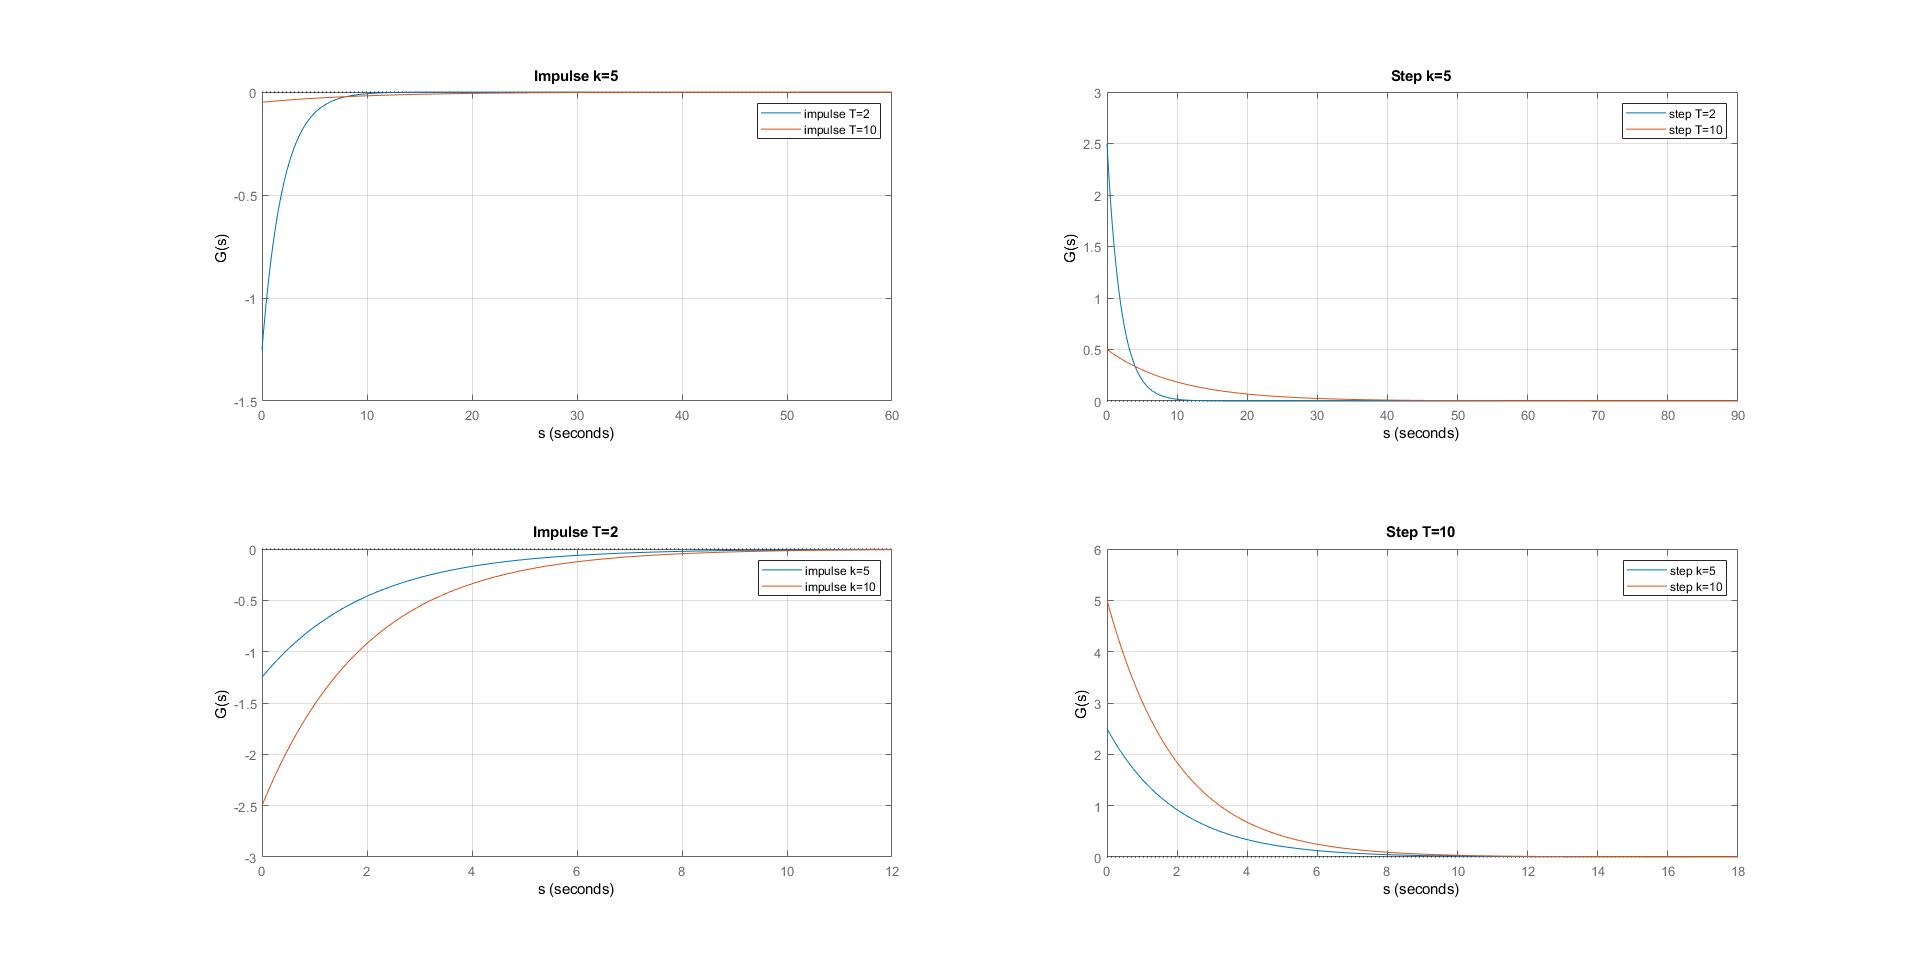 Impulse k=5
0
-0.5
-1
-1.5
G(s)
impulse T=2
impulse T=10
0 10 20 30 40 50 60
s (seconds)
Step k=5
3
2.5
2
1.5
1
0.5
0
G(s)
step T=2
step T=10
0 10 20 30 40 50 60 70 80 90
s (seconds)
Impulse T=2
0
-0.5
-1
-1.5
-2
-2.5
-3
G(s)
impulse k=5
impulse k=10
0 2 4 6 8 10 12
s (seconds)
Step T=10
6
5
4
3
2
1
0
G(s)
step k=5
step k=10
0 2 4 6 8 10 12 14 16 18
s (seconds)